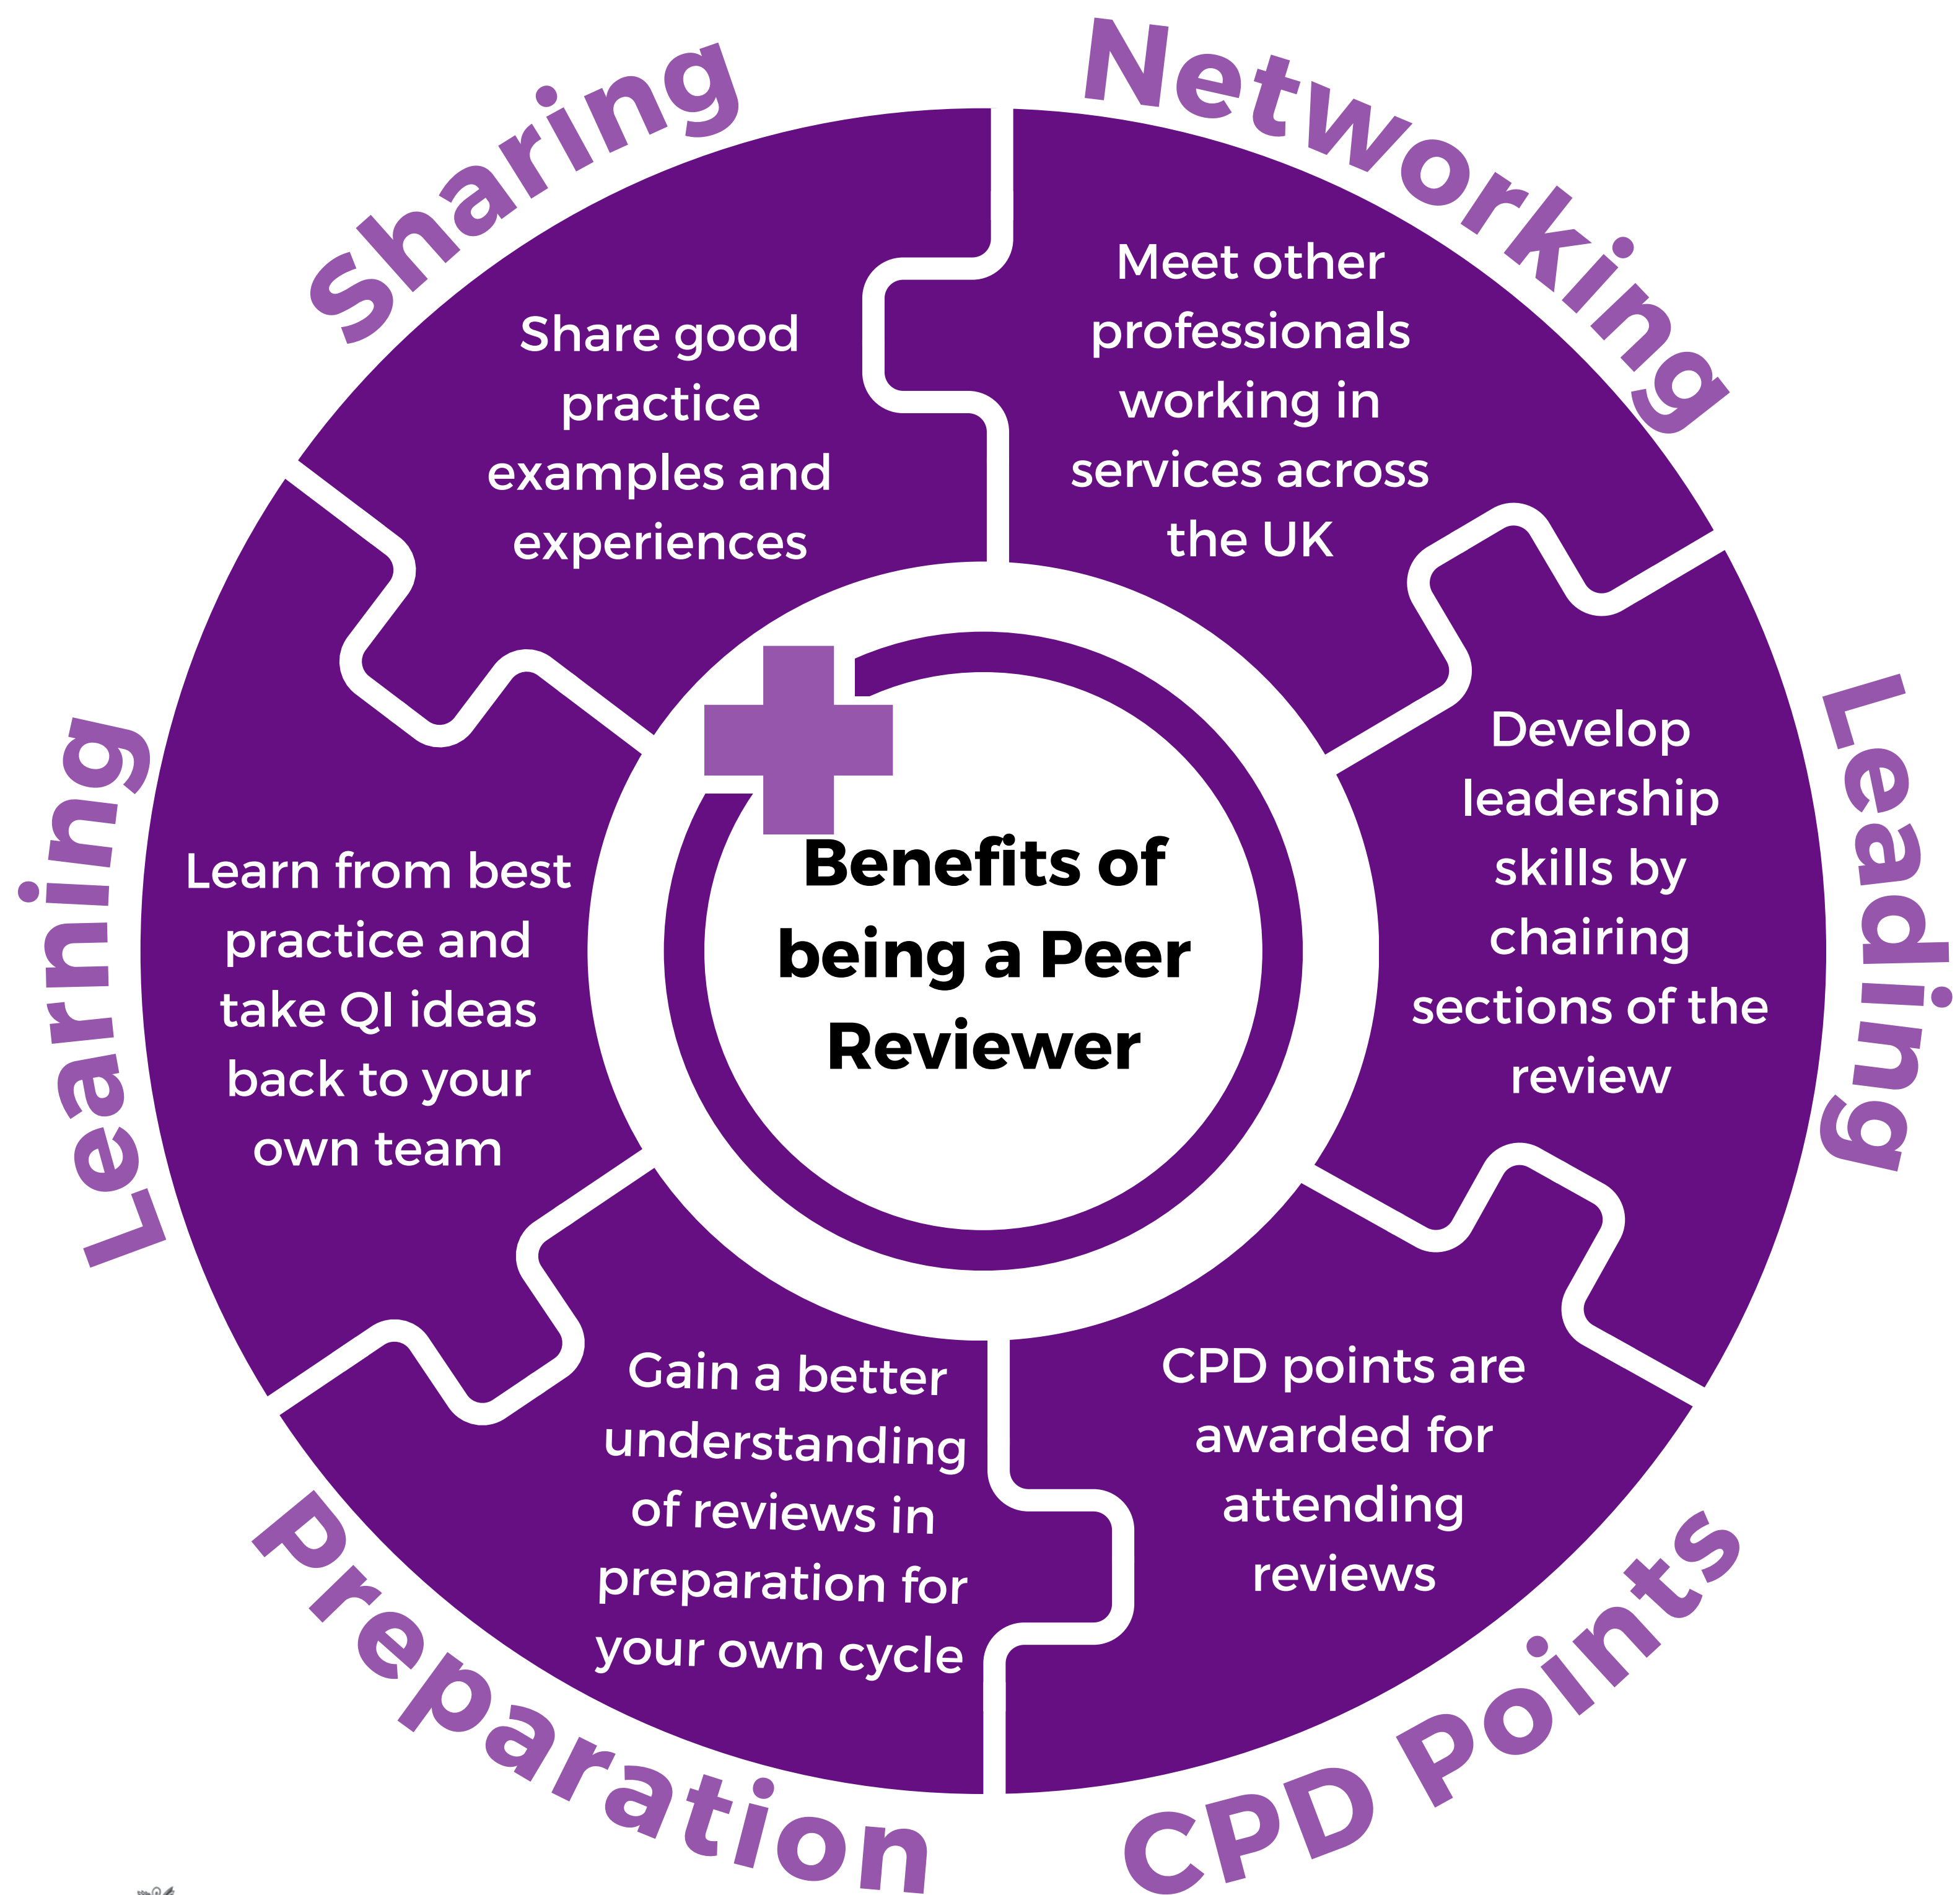 Benefits of
being a Peer
Reviewer
Networking
Meet other
professionals
working in
services across
the UK
Leading
Develop
leadership
skills by
chairing
sections of the
review
CPD Points
CPD points are
awarded for
attending
reviews
Preparation
Gain a better
understanding
of reviews in
preparation for
your own cycle
Learning
Learn from best
practice and
take QI ideas
back to your
own team
Sharing
Share good
practice
examples and
experiences